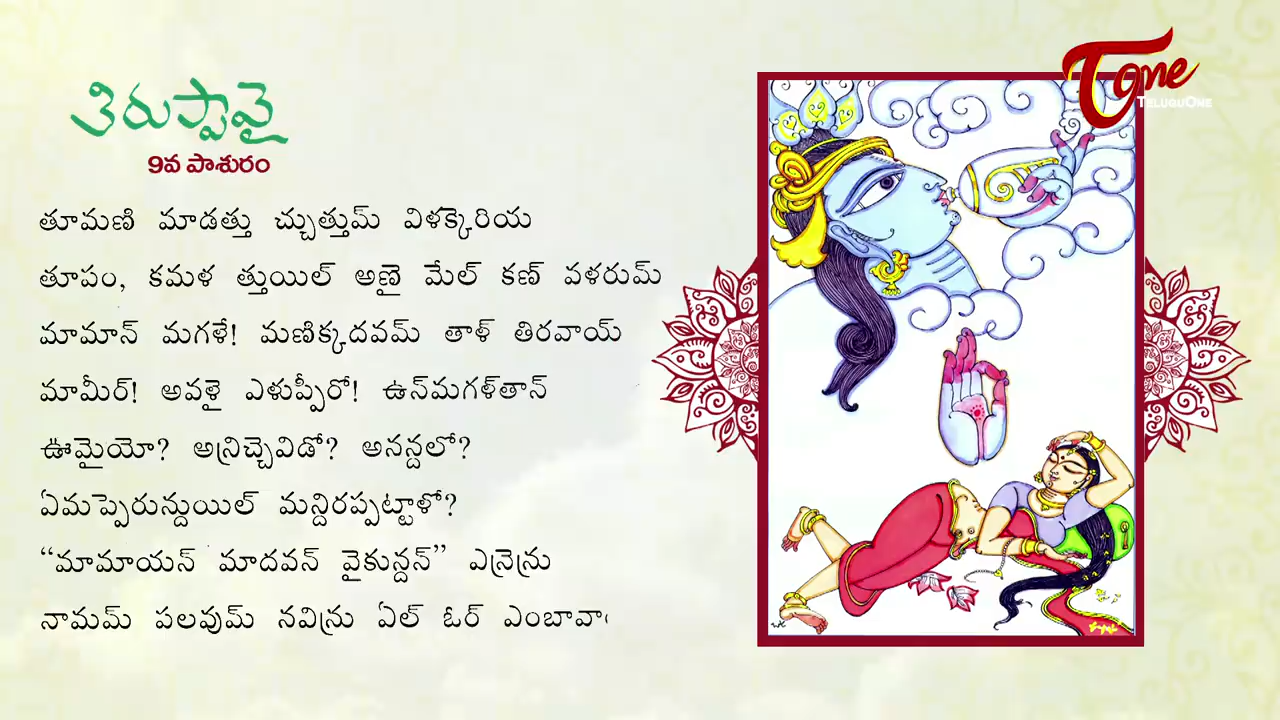 తిరుప్పావై
9వ పాశురం
తూమణి మాడత్తు చ్చుత్తుమ్ విళక్కెరియ
తూపం, కమళ త్తుయిల్ అణై మేల్ కణ్ వళరుమ్
మామాన్ మగళే! మణిక్కదవమ్ తాళ్ తిరవాయ్
మామీర్! అవళై ఎళుప్పీరో! ఉన్‌మగళ్‌తాన్
ఊమైయో? అన్రిచ్చెవిడో? అనన్దలో?
ఏమప్పెరున్దుయిల్ మన్దిరప్పట్టాళో?
“మామాయన్ మాదవన్ వైకున్దన్” ఎన్రెన్రు
నామమ్ పలవుమ్ నవిన్రు ఏల్ ఓర్ ఎంబావా
Tone
TELUGUONE